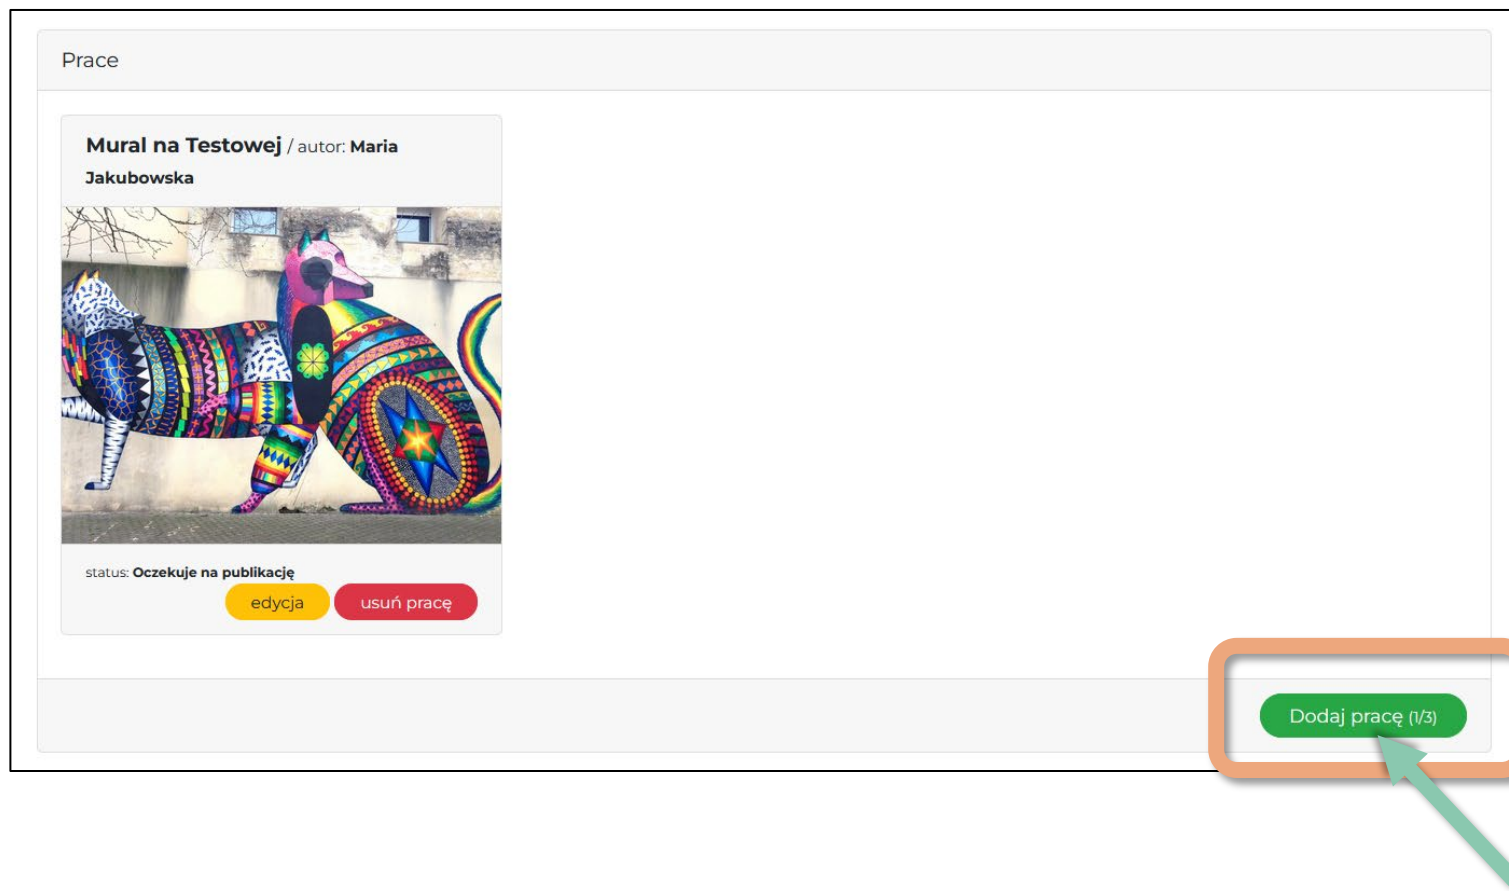 Prace
Mural na Testowej / autor: Maria
Jakubowska
status: Oczekuje na publikację
edycja
usuń pracę
Dodaj pracę (1/3)